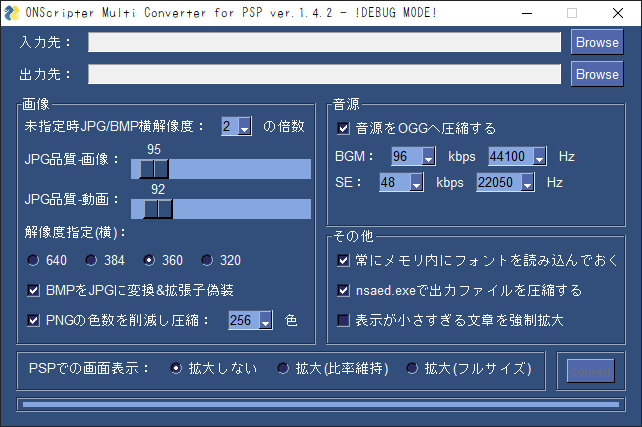 ONScripter Multi Converter for PSP ver.1.4.2 - !DEBUG MODE!
入力先： Browse
出力先： Browse
画像
未指定時JPG/BMP横解像度： 2 の倍数
95
JPG品質-画像：
92
JPG品質-動画：
解像度指定(横)：
640 384 360 320
BMPをJPGに変換&拡張子偽装
PNGの色数を削減し圧縮： 256 色
音源
音源をOGGへ圧縮する
BGM： 96 kbps 44100 Hz
SE： 48 kbps 22050 Hz
その他
常にメモリ内にフォントを読み込んでおく
nsaed.exeで出力ファイルを圧縮する
表示が小さすぎる文章を強制拡大
PSPでの画面表示： 拡大しない 拡大(比率維持) 拡大(フルサイズ) convert